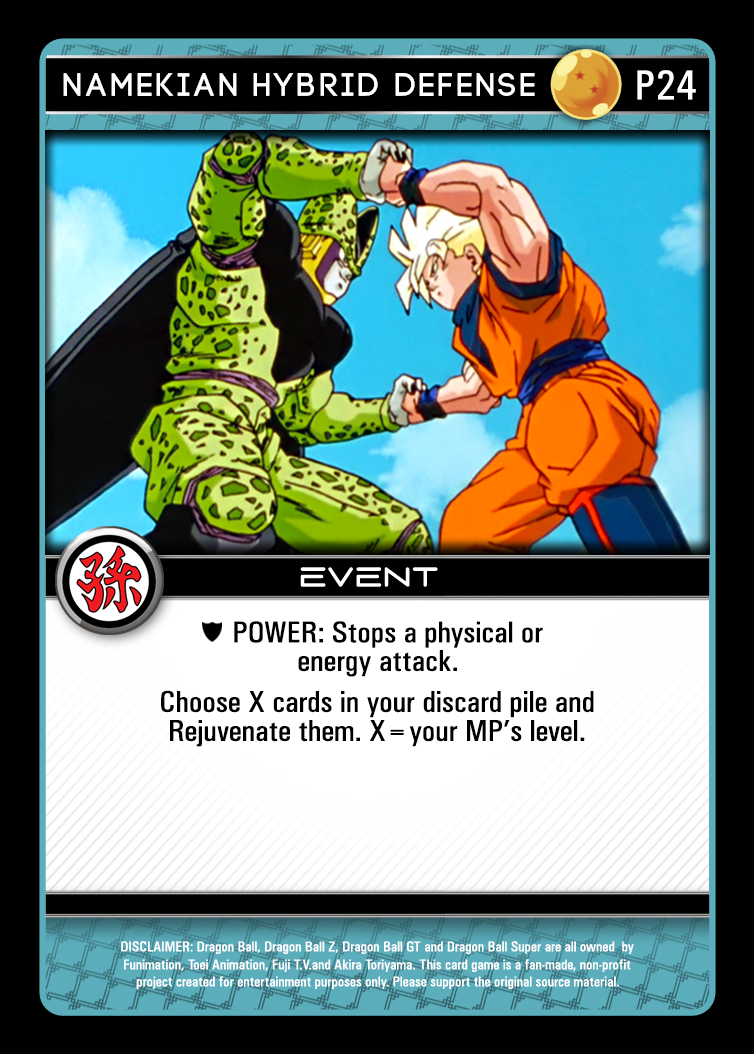 NAMEKIAN HYBRID DEFENSE P24
孫
EVENT
POWER: Stops a physical or
energy attack.
Choose X cards in your discard pile and
Rejuvenate them. X = your MP's level.
DISCLAIMER: Dragon Ball, Dragon Ball Z, Dragon Ball GT and Dragon Ball Super are all owned by
Funimation, Toei Animation, Fuji T.V.and Akira Toriyama. This card game is a fan-made, non-profit
project created for entertainment purposes only. Please support the original source material.